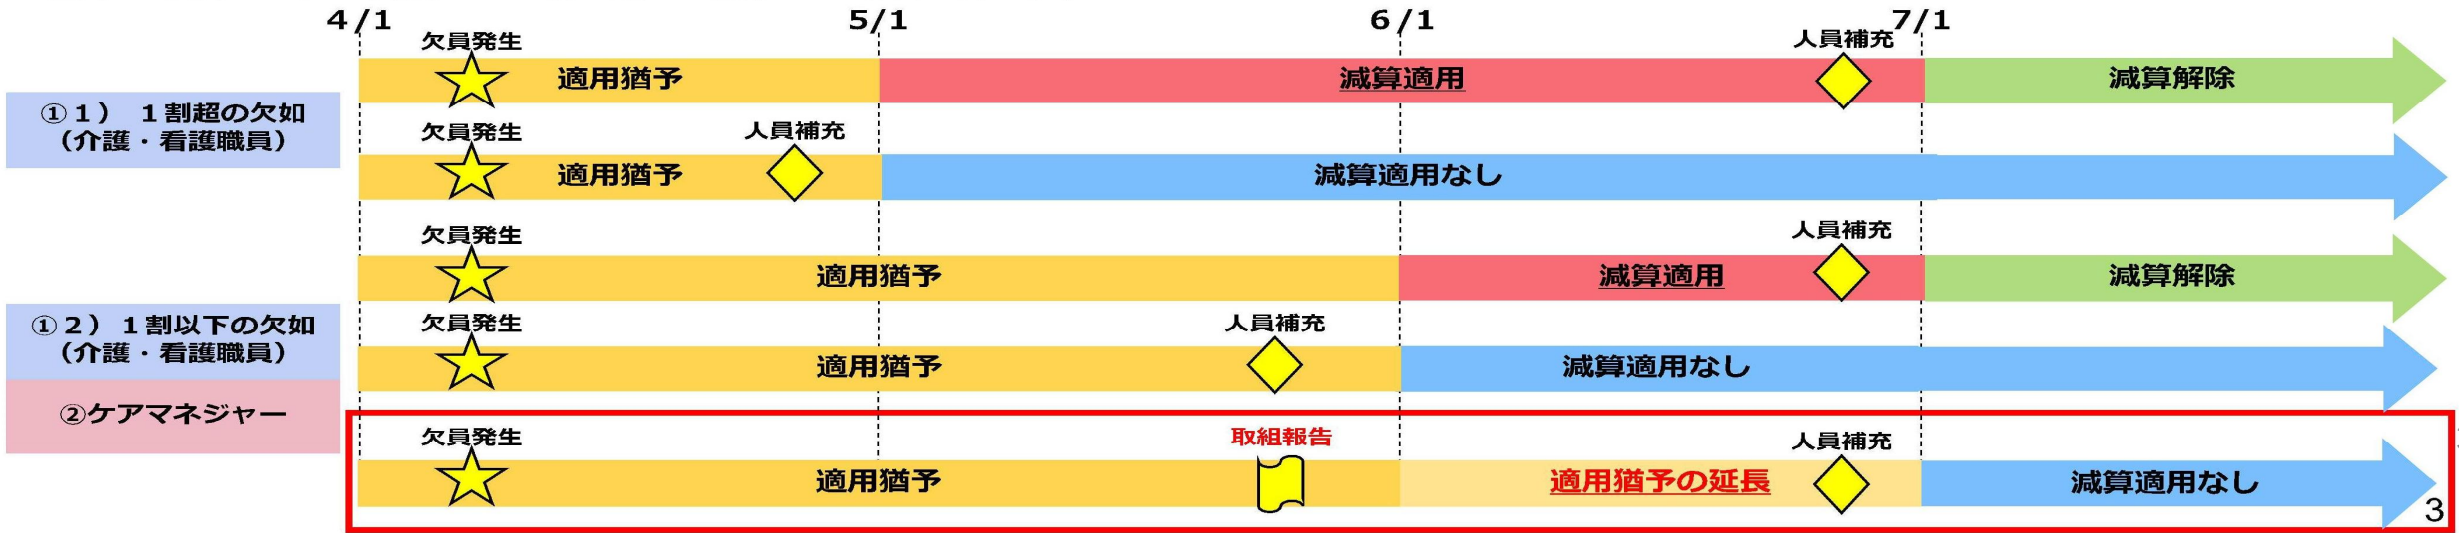 4/1
5/1
6/1
7/1
欠員発生
人員補充
適用猶予
減算適用
減算解除
①1） 1割超の欠如
（介護・看護職員）
欠員発生
人員補充
適用猶予
減算適用なし
欠員発生
人員補充
適用猶予
減算適用
減算解除
①2）1割以下の欠如
（介護・看護職員）
欠員発生
人員補充
適用猶予
減算適用なし
②ケアマネジャー
欠員発生
取組報告
人員補充
適用猶予
適用猶予の延長
減算適用なし
3